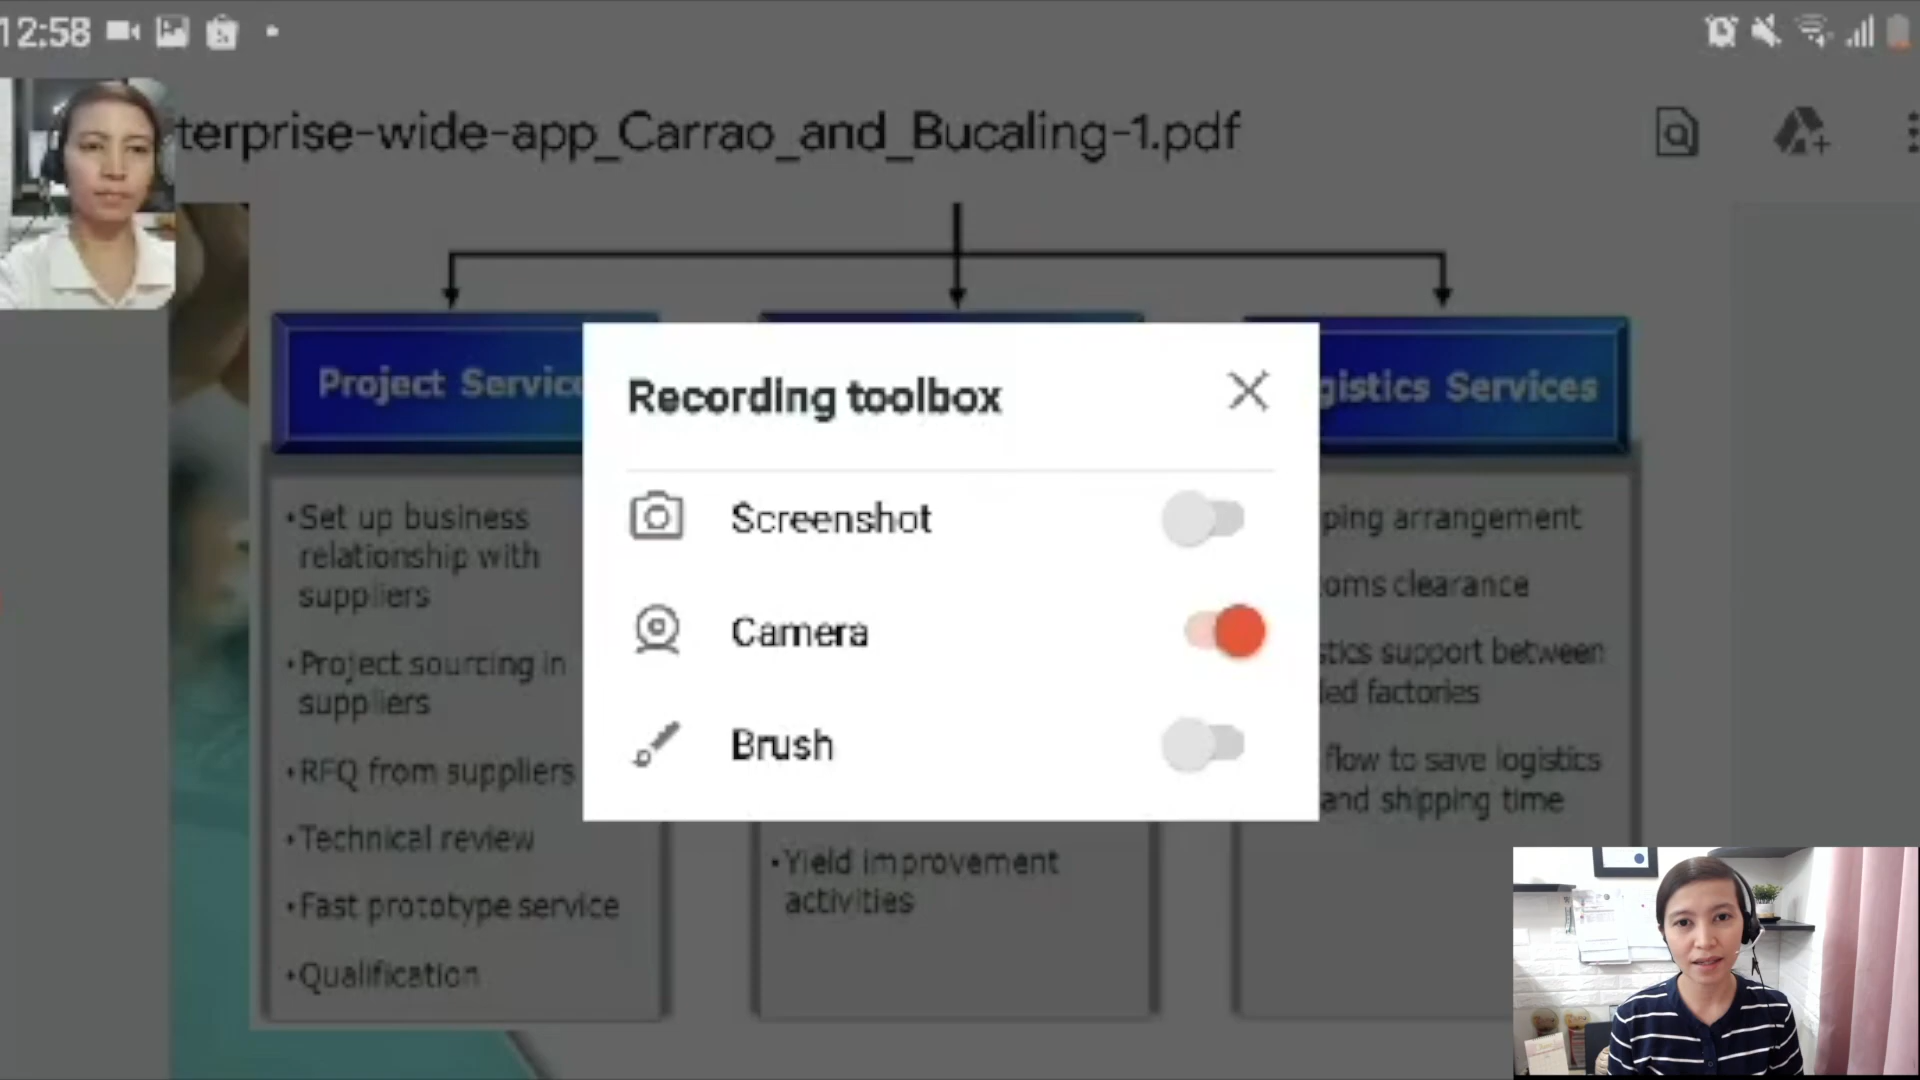 12:58
terprise-wide-app_Carrao_and_Bucaling-1.pdf
Project Servic
gistics Services
Recording toolbox
Screenshot
Camera
Brush
•Set up business
relationship with
suppliers
•Project sourcing in
suppliers
•RFQ from suppliers
•Technical review
•Fast prototype service
•Qualification
•Yield improvement
activities
ping arrangement
oms clearance
stics support between
led factories
flow to save logistics
and shipping time